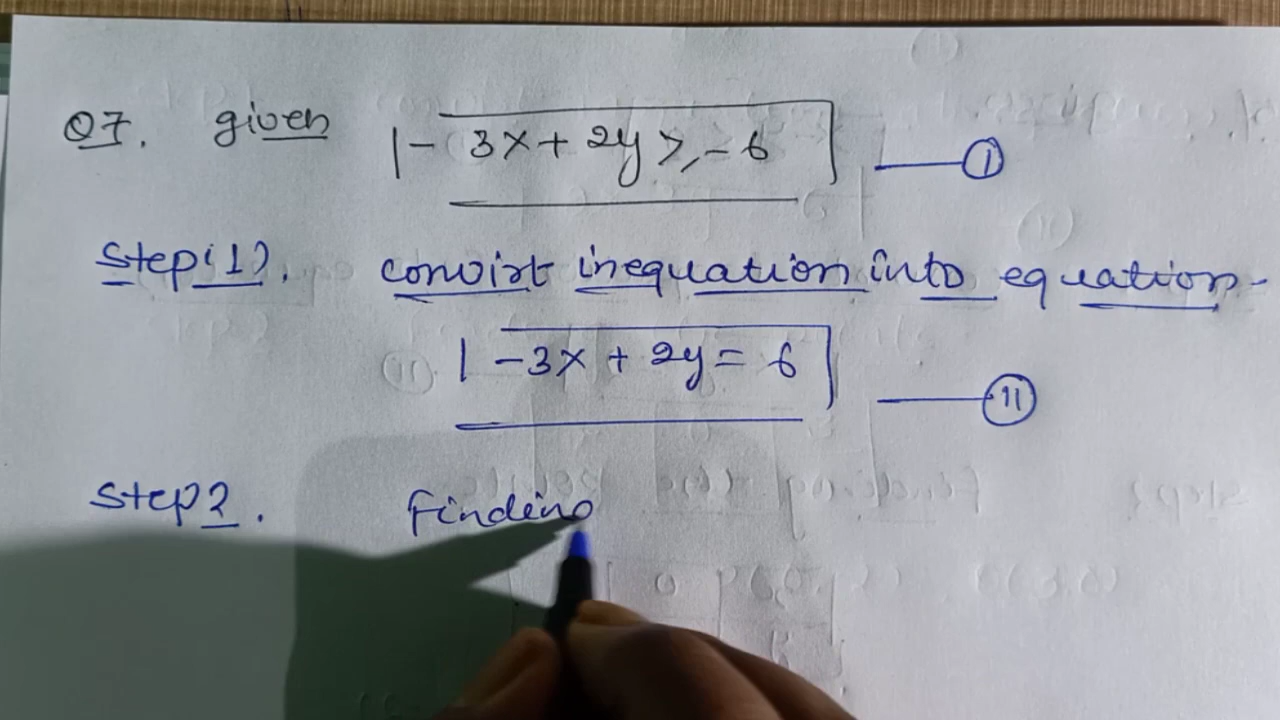 Q7. given |- 3x + 2y ≥ - 6 ①
Step(1). convirt inequation into equation-
| -3x + 2y = 6 ⑪
Step2. Finding